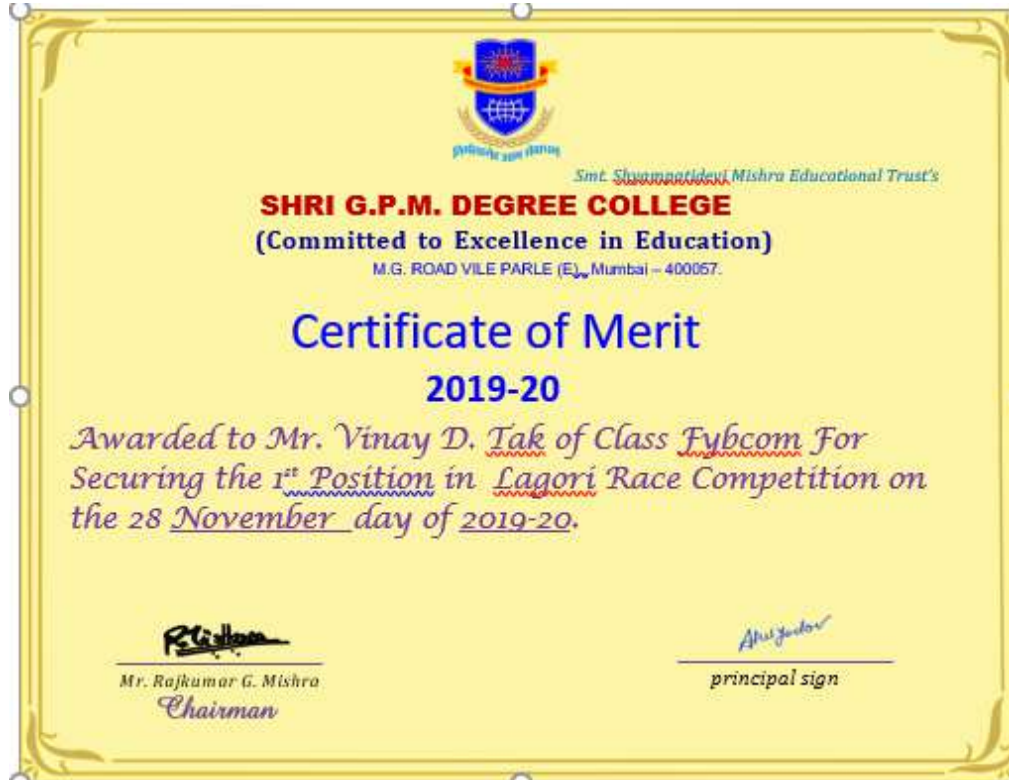 Smt. Shyampatidevi Mishra Educational Trust's
SHRI G.P.M. DEGREE COLLEGE
(Committed to Excellence in Education)
M.G. ROAD VILE PARLE (E), Mumbai – 400057.
Certificate of Merit
2019-20
Awarded to Mr. Vinay D. Tak of Class Fybcom For
Securing the 1st Position in Lagori Race Competition on
the 28 November day of 2019-20.
Mr. Rajkumar G. Mishra
Chairman
principal sign